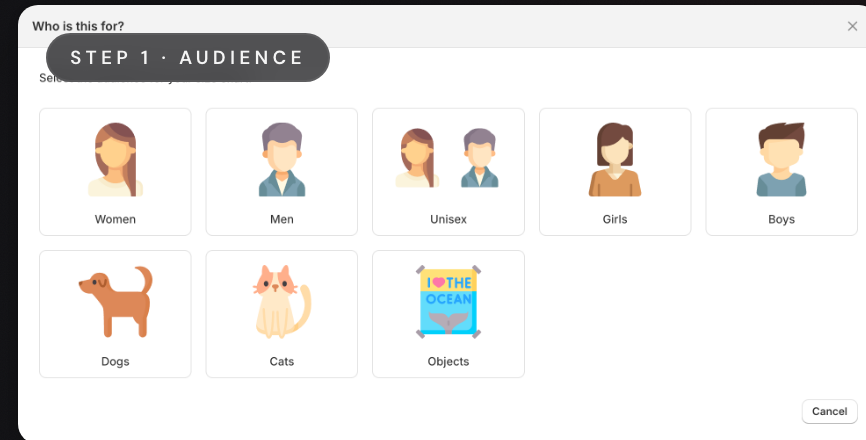 Who is this for?
STEP 1 · AUDIENCE
Women
Men
Unisex
Girls
Boys
I THE
OCEAN
Dogs
Cats
Objects
Cancel